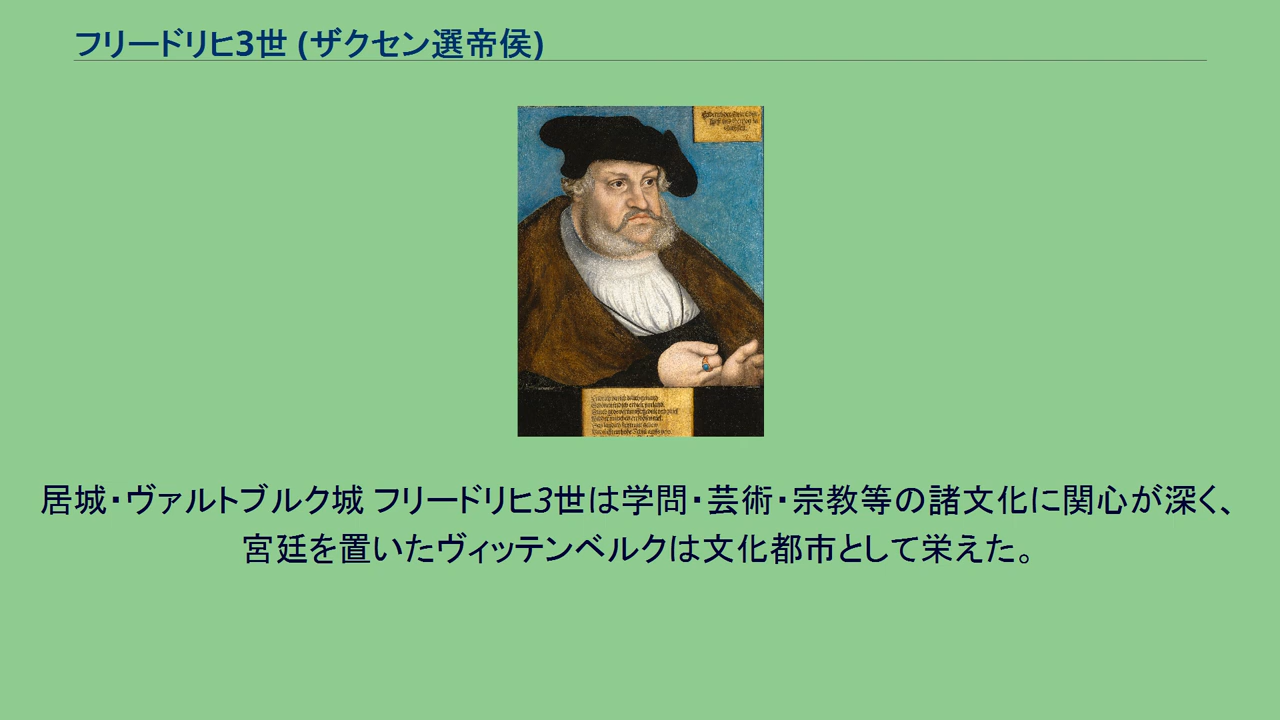 フリードリヒ3世 (ザクセン選帝侯)
居城・ヴァルトブルク城 フリードリヒ3世は学問・芸術・宗教等の諸文化に関心が深く、
宮廷を置いたヴィッテンベルクは文化都市として栄えた。